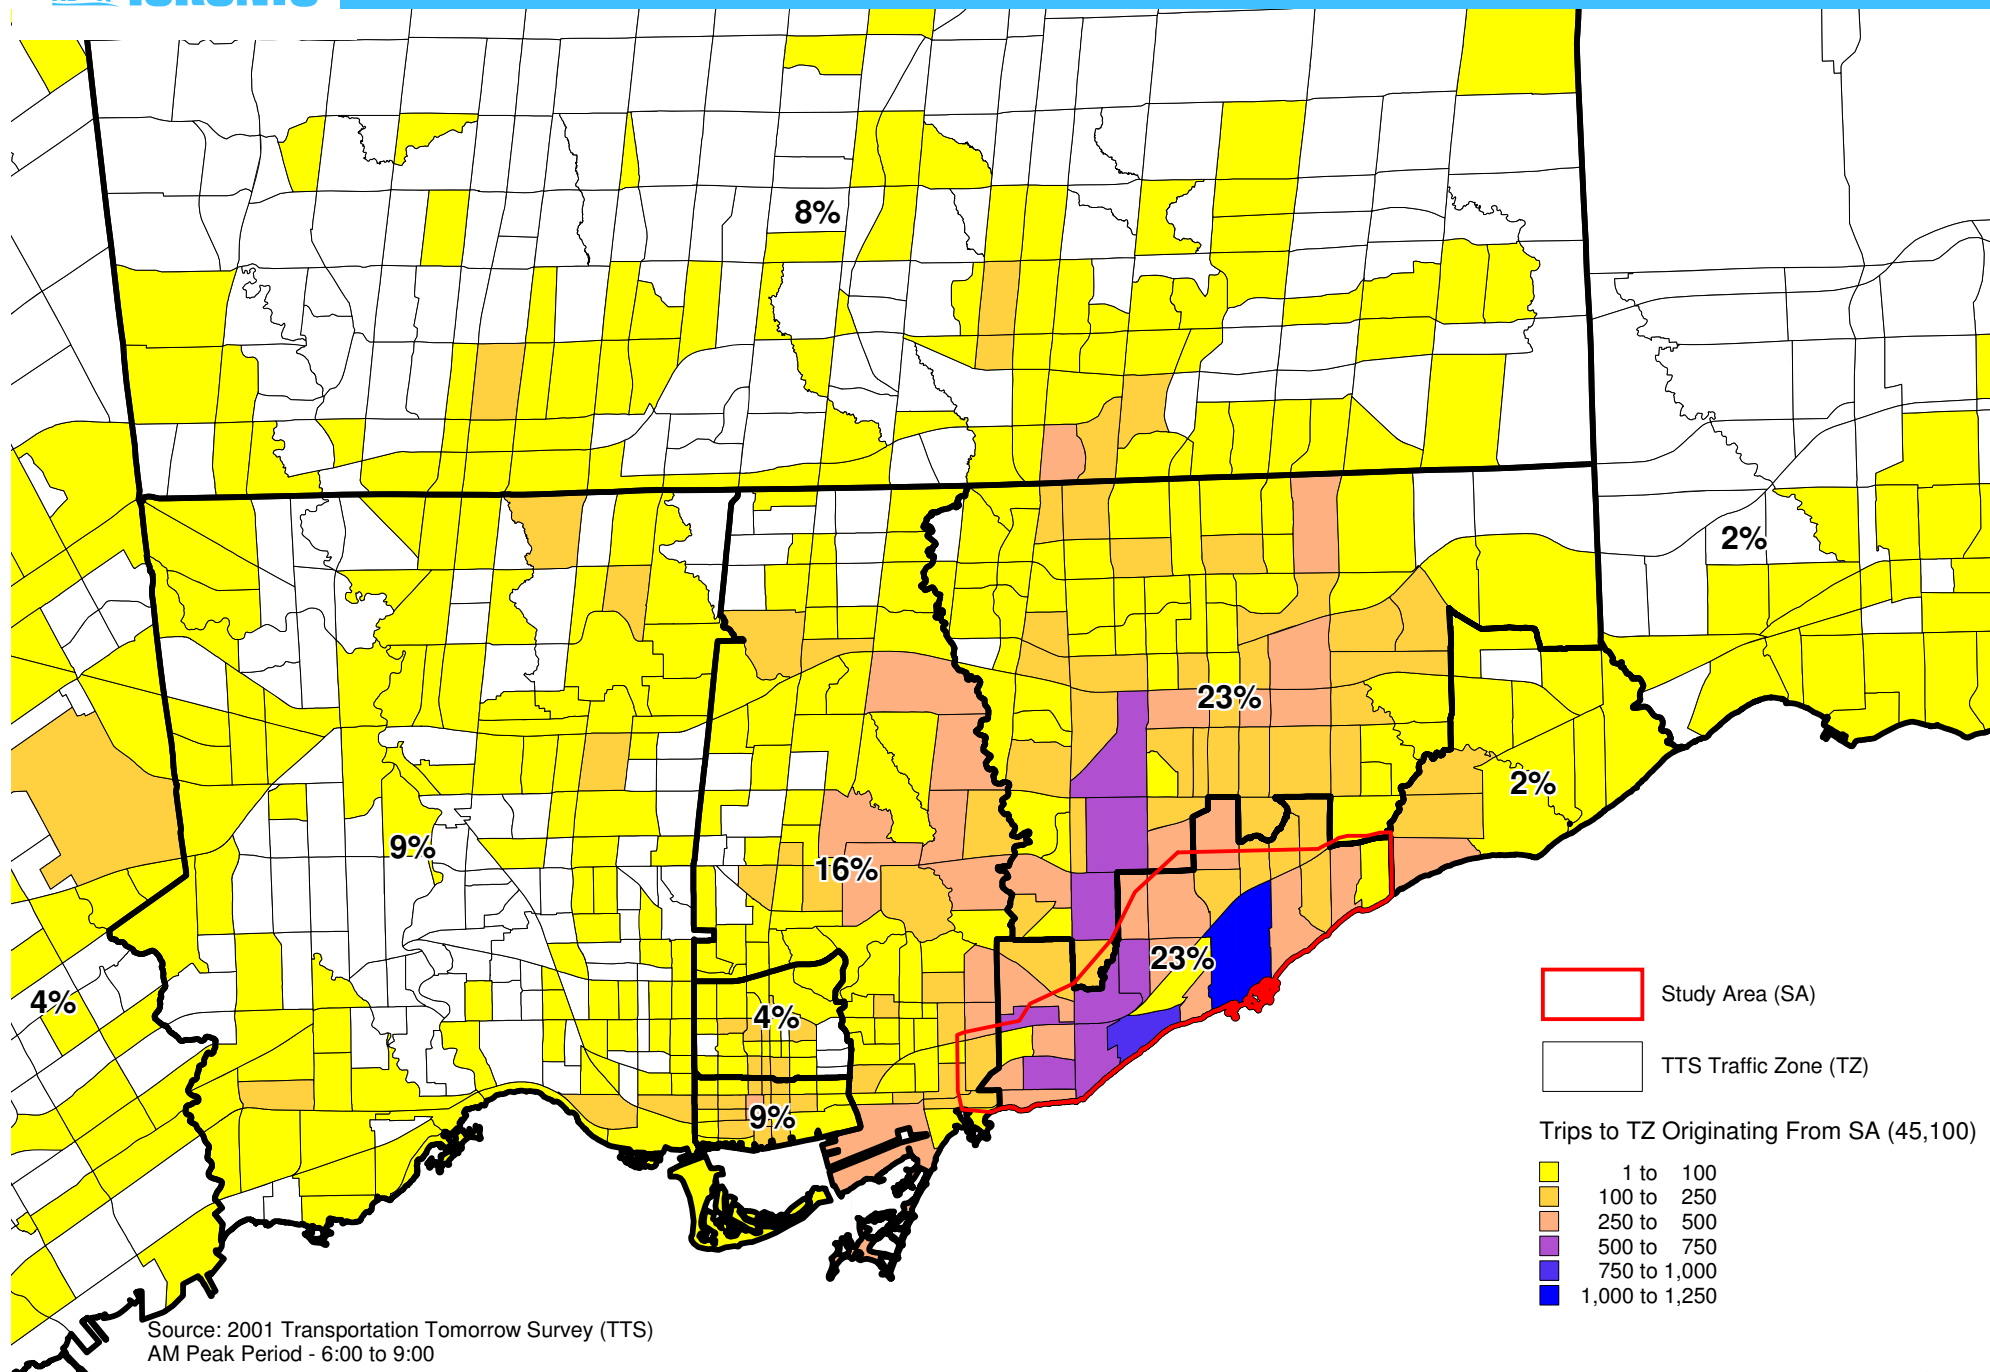 8%
2%
23%
2%
9%
16%
23%
4%
4%
9%
Study Area (SA)
TTS Traffic Zone (TZ)
Trips to TZ Originating From SA (45,100)
1 to 100
100 to 250
250 to 500
500 to 750
750 to 1,000
1,000 to 1,250
Source: 2001 Transportation Tomorrow Survey (TTS)
AM Peak Period - 6:00 to 9:00